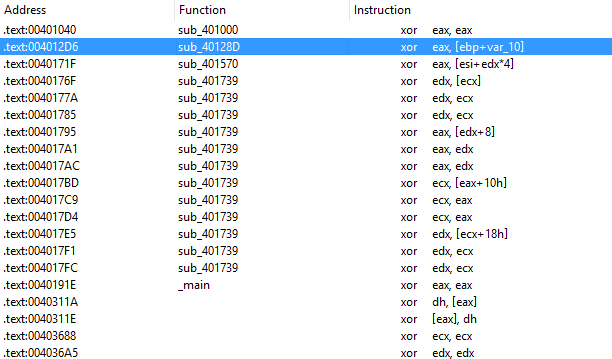 Address Function Instruction
.text:00401040 sub_401000 xor eax, eax
.text:004012D6 sub_40128D xor eax, [ebp+var_10]
.text:0040171F sub_401570 xor eax, [esi+edx*4]
.text:0040176F sub_401739 xor edx, [ecx]
.text:0040177A sub_401739 xor edx, ecx
.text:00401785 sub_401739 xor edx, ecx
.text:00401795 sub_401739 xor eax, [edx+8]
.text:004017A1 sub_401739 xor eax, edx
.text:004017AC sub_401739 xor eax, edx
.text:004017BD sub_401739 xor ecx, [eax+10h]
.text:004017C9 sub_401739 xor ecx, eax
.text:004017D4 sub_401739 xor ecx, eax
.text:004017E5 sub_401739 xor edx, [ecx+18h]
.text:004017F1 sub_401739 xor edx, ecx
.text:004017FC sub_401739 xor edx, ecx
.text:0040191E _main xor eax, eax
.text:0040311A xor dh, [eax]
.text:0040311E xor [eax], dh
.text:00403688 xor ecx, ecx
.text:004036A5 xor edx, edx